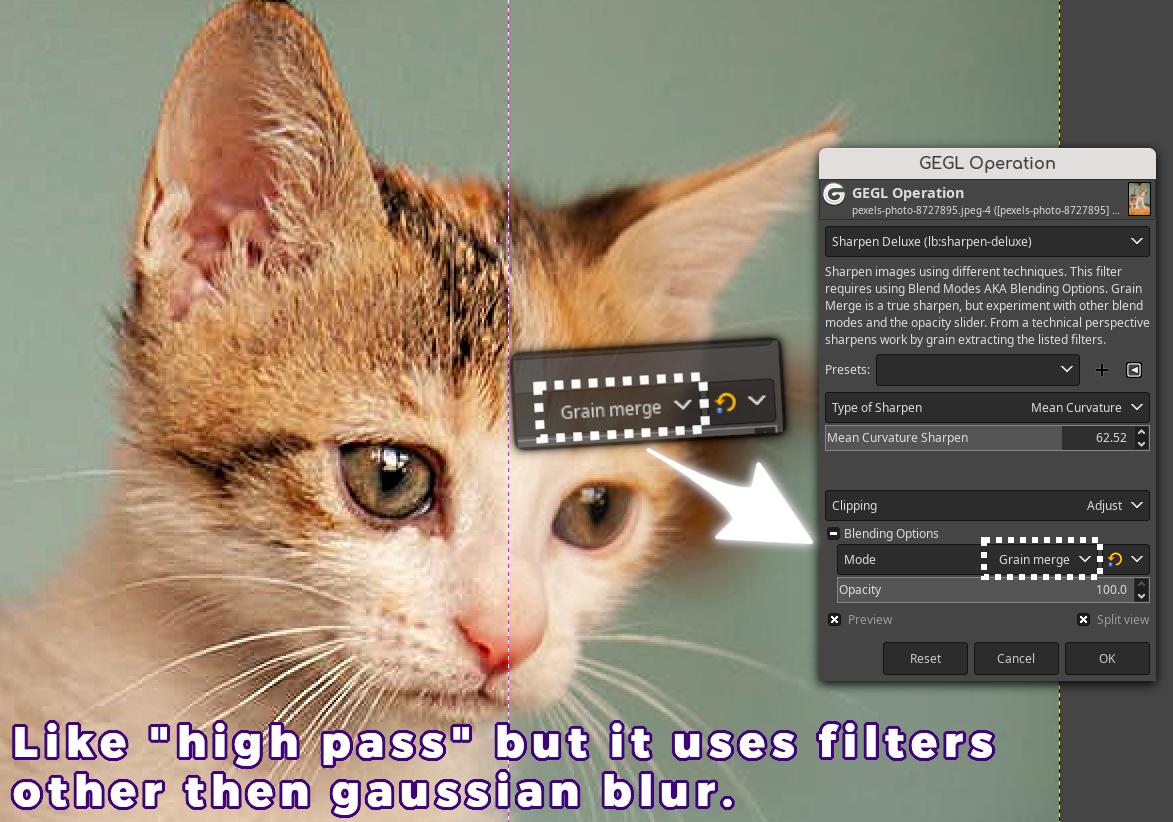 GEGL Operation
GEGL Operation
pexels-photo-8727895.jpeg-4 ([pexels-photo-8727895] ...
Sharpen Deluxe (lb:sharpen-deluxe)
Sharpen images using different techniques. This filter
requires using Blend Modes AKA Blending Options. Grain
Merge is a true sharpen, but experiment with other blend
modes and the opacity slider. From a technical perspective
sharpens work by grain extracting the listed filters.
Presets:
Type of Sharpen Mean Curvature
Mean Curvature Sharpen 62.52
Clipping Adjust
Blending Options
Mode Grain merge
Opacity 100.0
Preview Split view
Reset Cancel OK
Grain merge
Like "high pass" but it uses filters
other then gaussian blur.